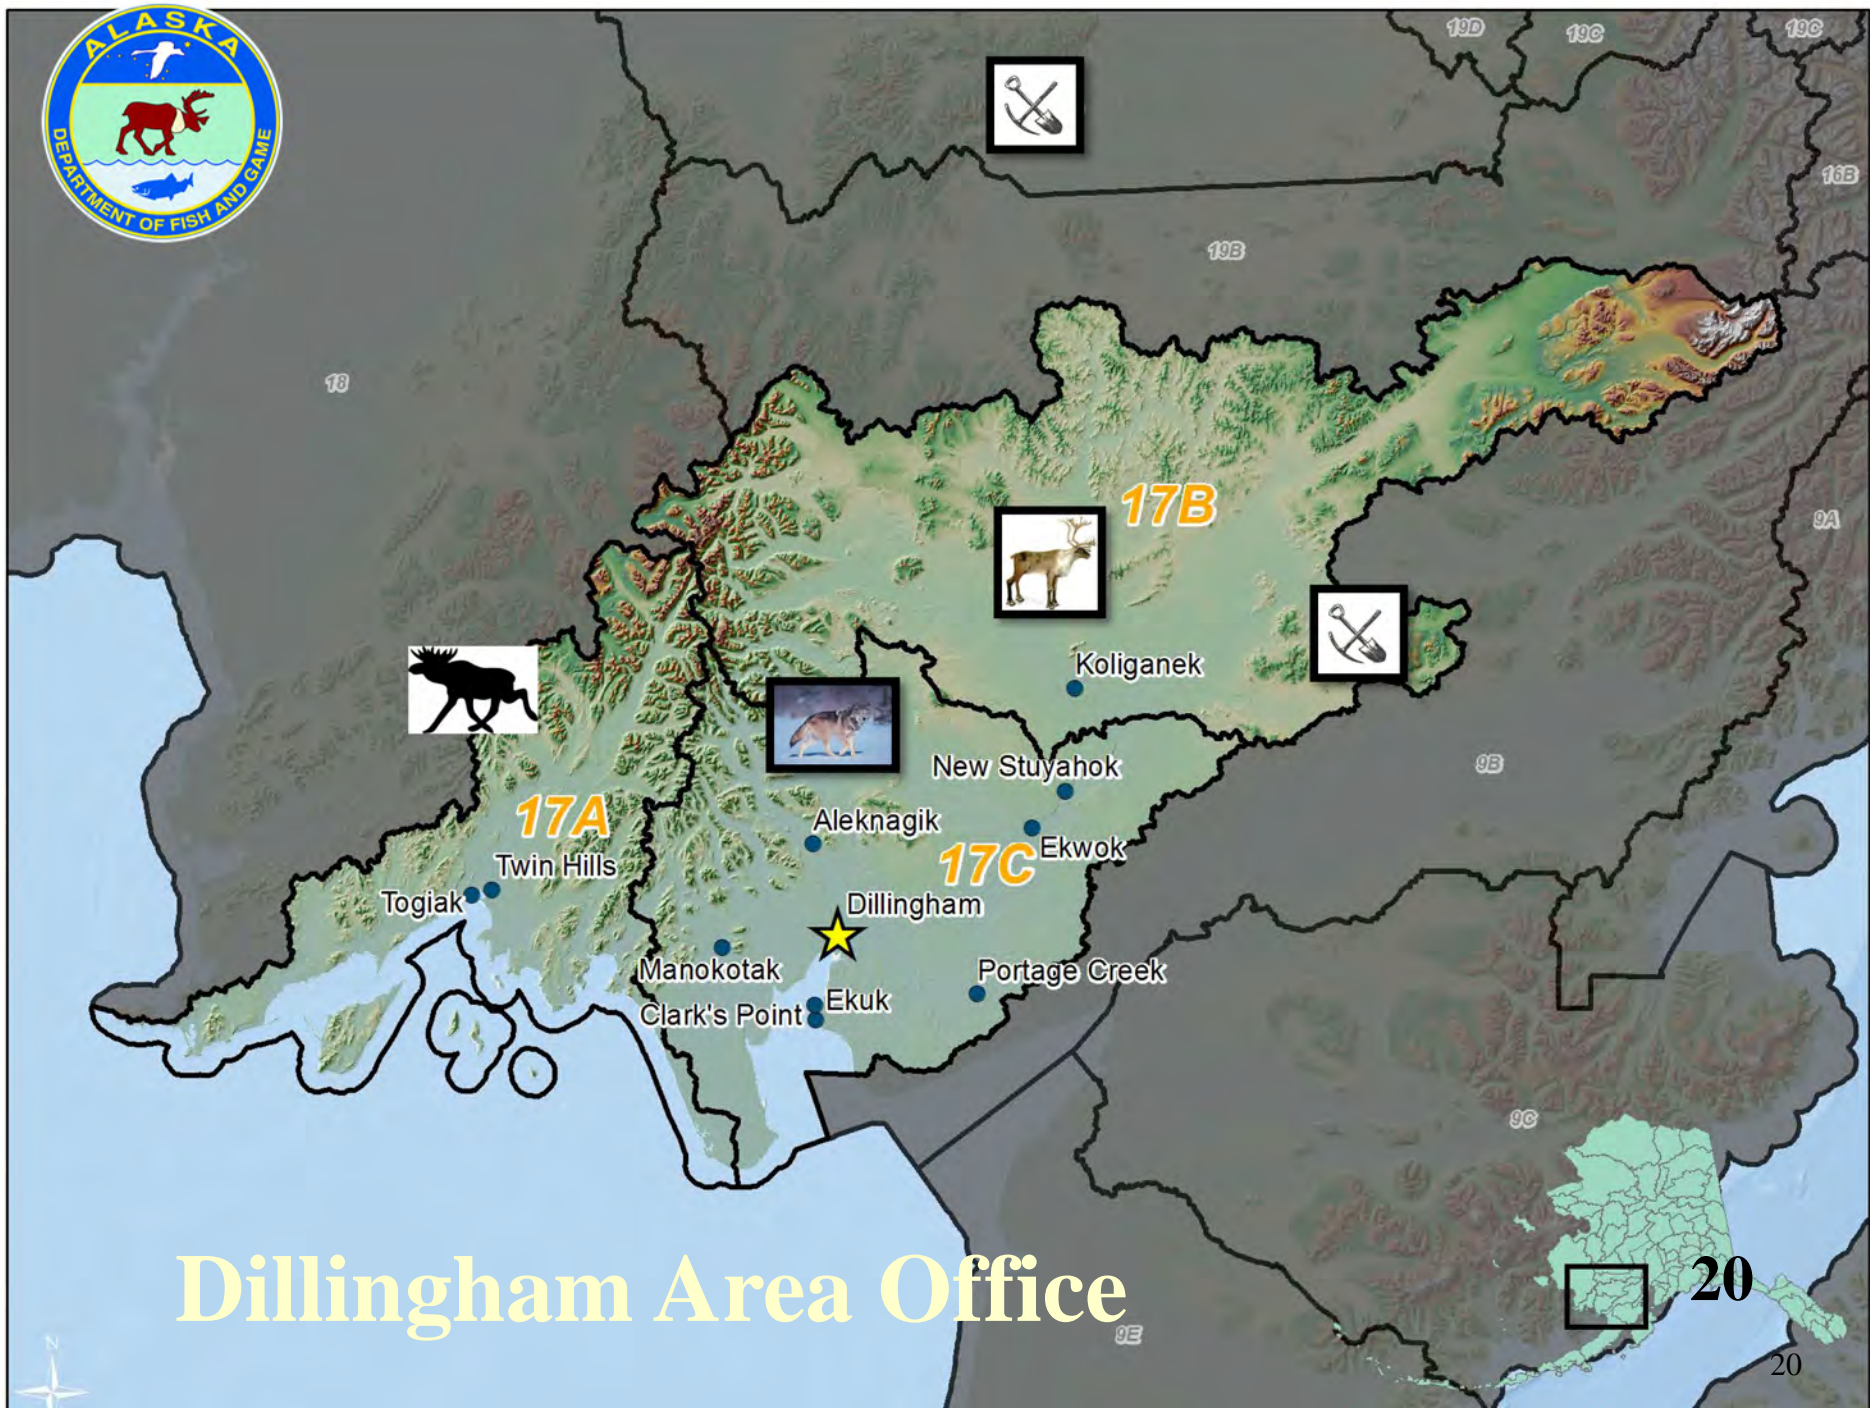 ALASKA
DEPARTMENT OF FISH AND GAME
19D
19C
19C
16B
19B
18
17B
9A
Koliganek
New Stuyahok
9B
17A
Aleknagik
17C
Ekwok
Twin Hills
Togiak
Dillingham
Manokotak
Portage Creek
Clark's Point
Ekuk
9C
Dillingham Area Office
20
9E
N
20